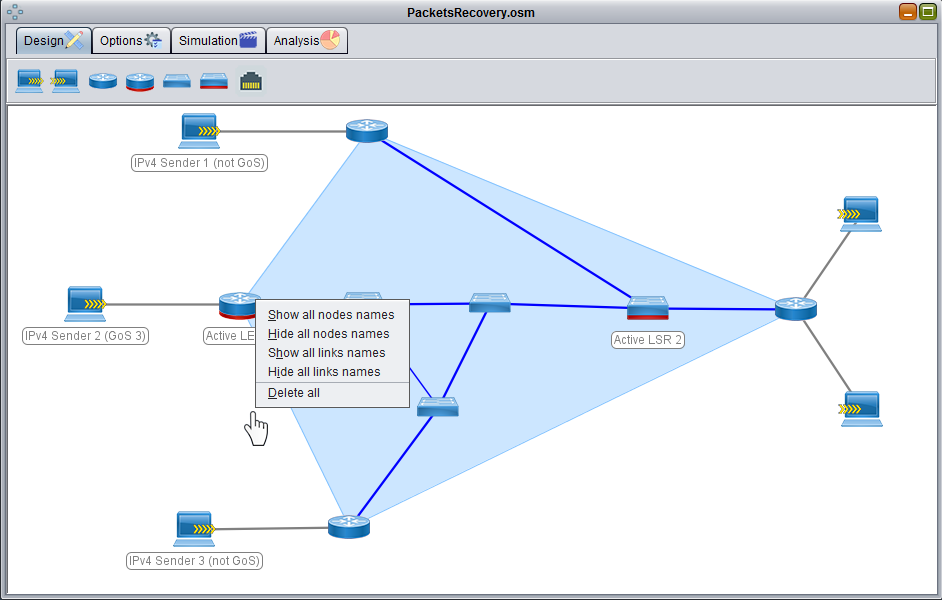 PacketsRecovery.osm
Design
Options
Simulation
Analysis
IPv4 Sender 1 (not GoS)
IPv4 Sender 2 (GoS 3)
Active LE
Show all nodes names
Hide all nodes names
Show all links names
Hide all links names
Delete all
Active LSR 2
IPv4 Sender 3 (not GoS)